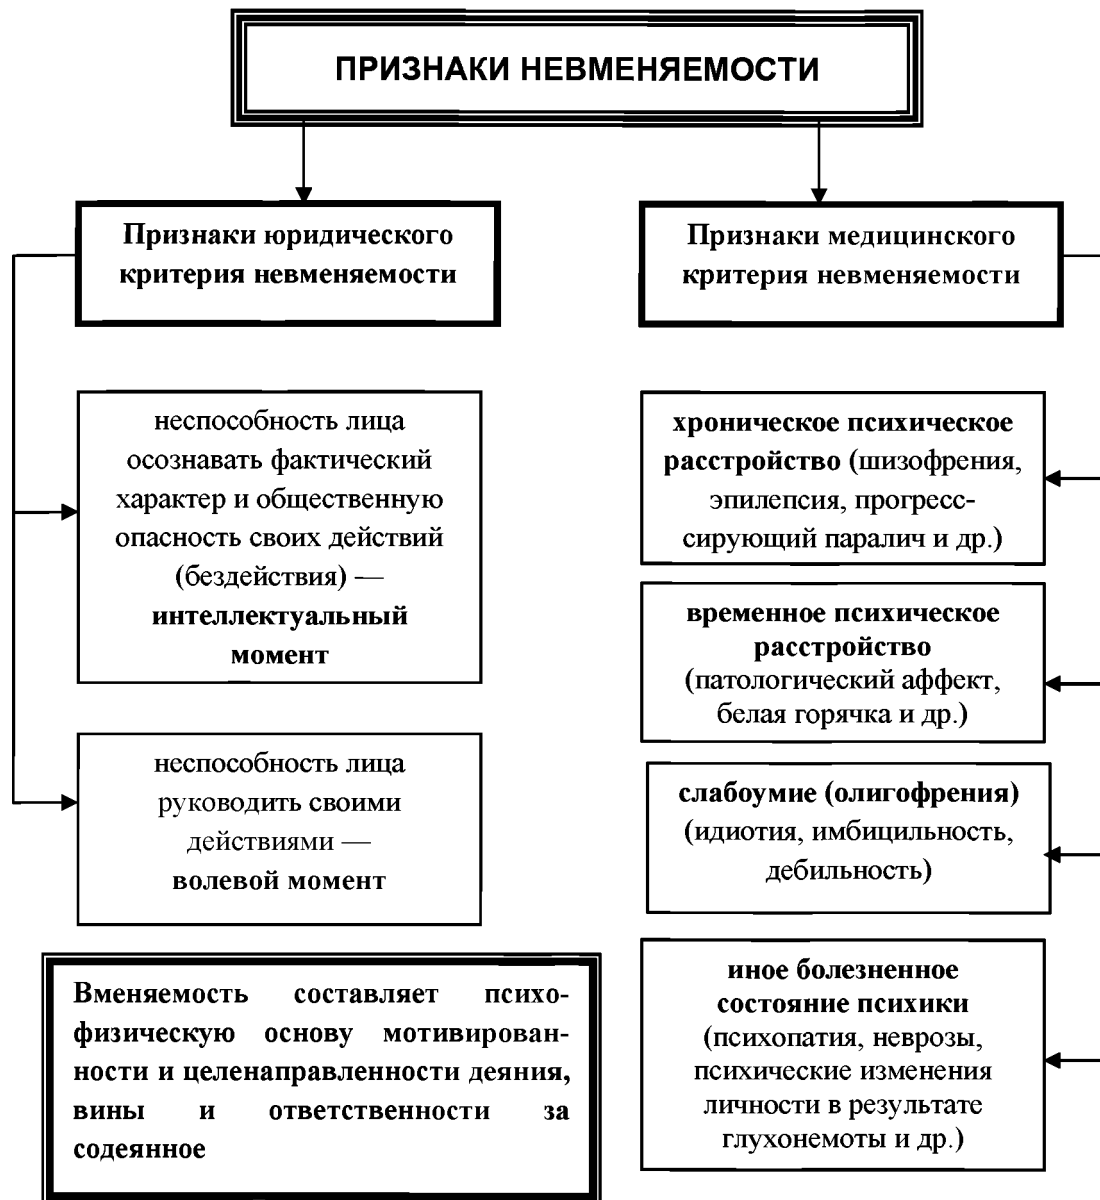 ПРИЗНАКИ НЕВМЕНЯЕМОСТИ
Признаки юридического
критерия невменяемости
неспособность лица
осознавать фактический
характер и общественную
опасность своих действий
(бездействия) —
интеллектуальный
момент
неспособность лица
руководить своими
действиями —
волевой момент
Вменяемость составляет психо-
физическую основу мотивирован-
ности и целенаправленности деяния,
вины и ответственности за
содеянное
Признаки медицинского
критерия невменяемости
хроническое психическое
расстройство (шизофрения,
эпилепсия, прогресс-
сирующий паралич и др.)
временное психическое
расстройство
(патологический аффект,
белая горячка и др.)
слабоумие (олигофрения)
(идиотия, имбицильность,
дебильность)
иное болезненное
состояние психики
(психопатия, неврозы,
психические изменения
личности в результате
глухонемоты и др.)